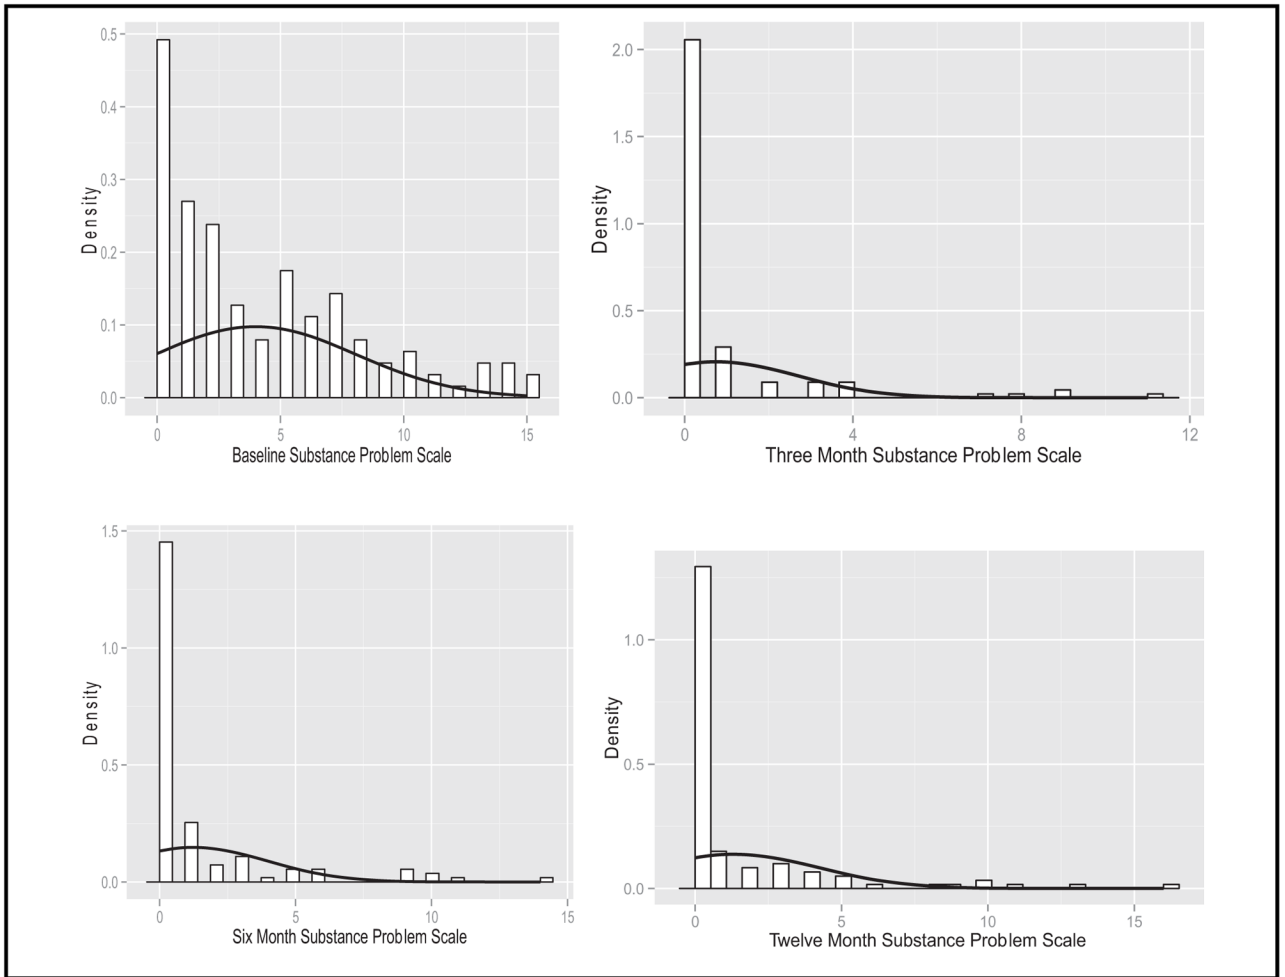 0.5
0.4
0.3
0.2
0.1
0.0
Density
0 5 10 15
Baseline Substance Problem Scale
2.0
1.5
1.0
0.5
0.0
Density
0 4 8 12
Three Month Substance Problem Scale
1.5
1.0
0.5
0.0
Density
0 5 10 15
Six Month Substance Problem Scale
1.0
0.5
0.0
Density
0 5 10 15
Twelve Month Substance Problem Scale